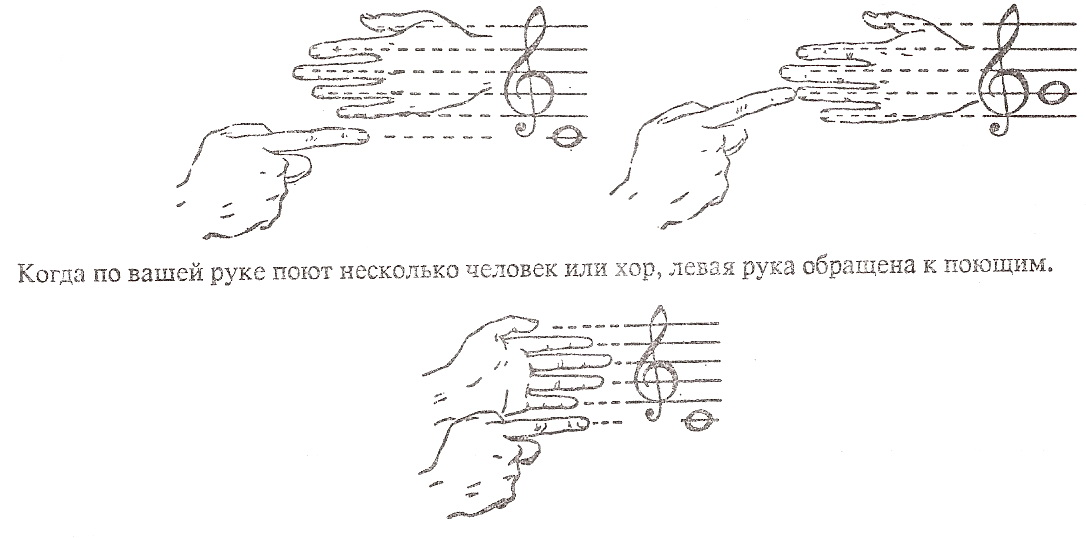 Когда по вашей руке поют несколько человек или хор, левая рука обращена к поющим.